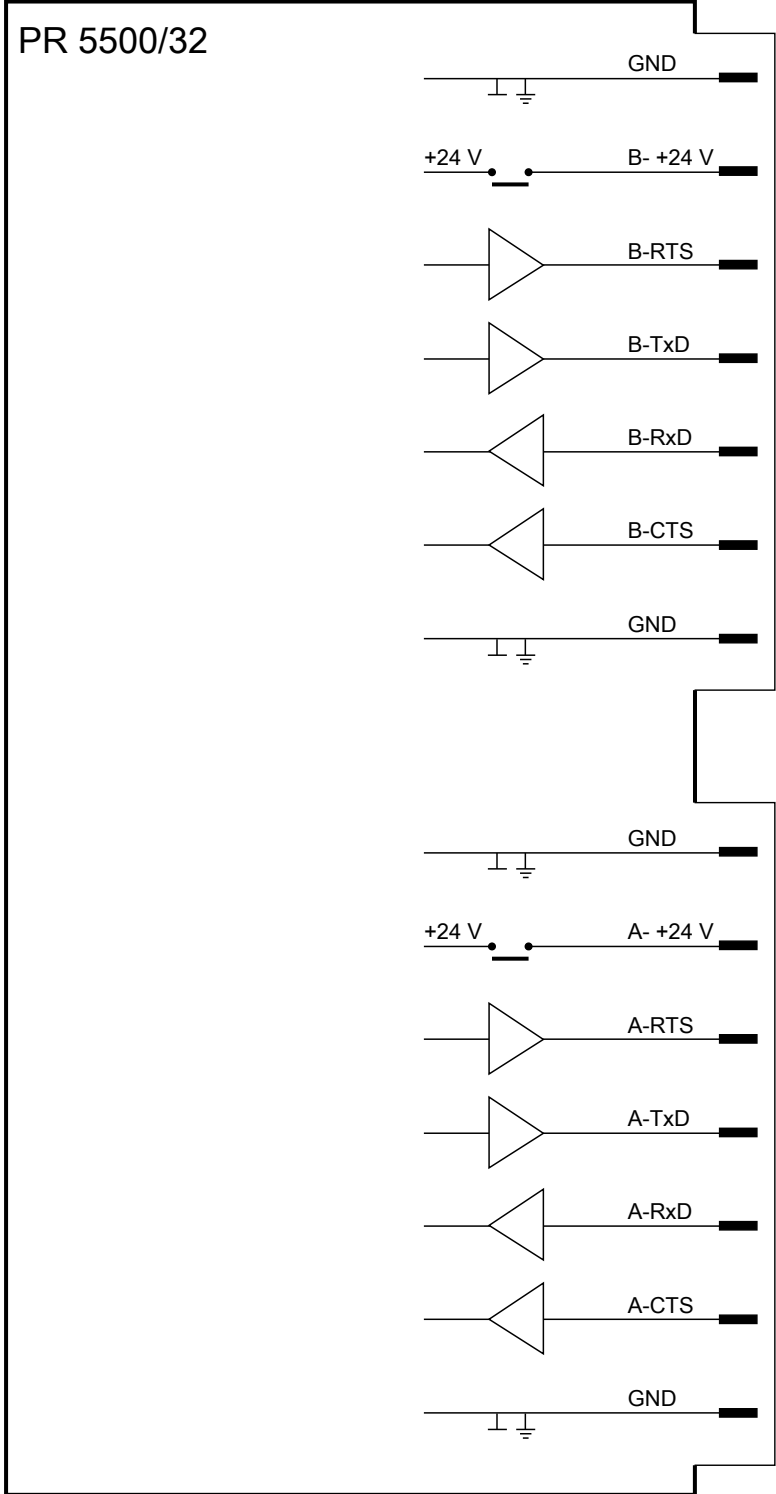 PR 5500/32
GND
+24 V B- +24 V
B-RTS
B-TxD
B-RxD
B-CTS
GND
GND
+24 V A- +24 V
A-RTS
A-TxD
A-RxD
A-CTS
GND